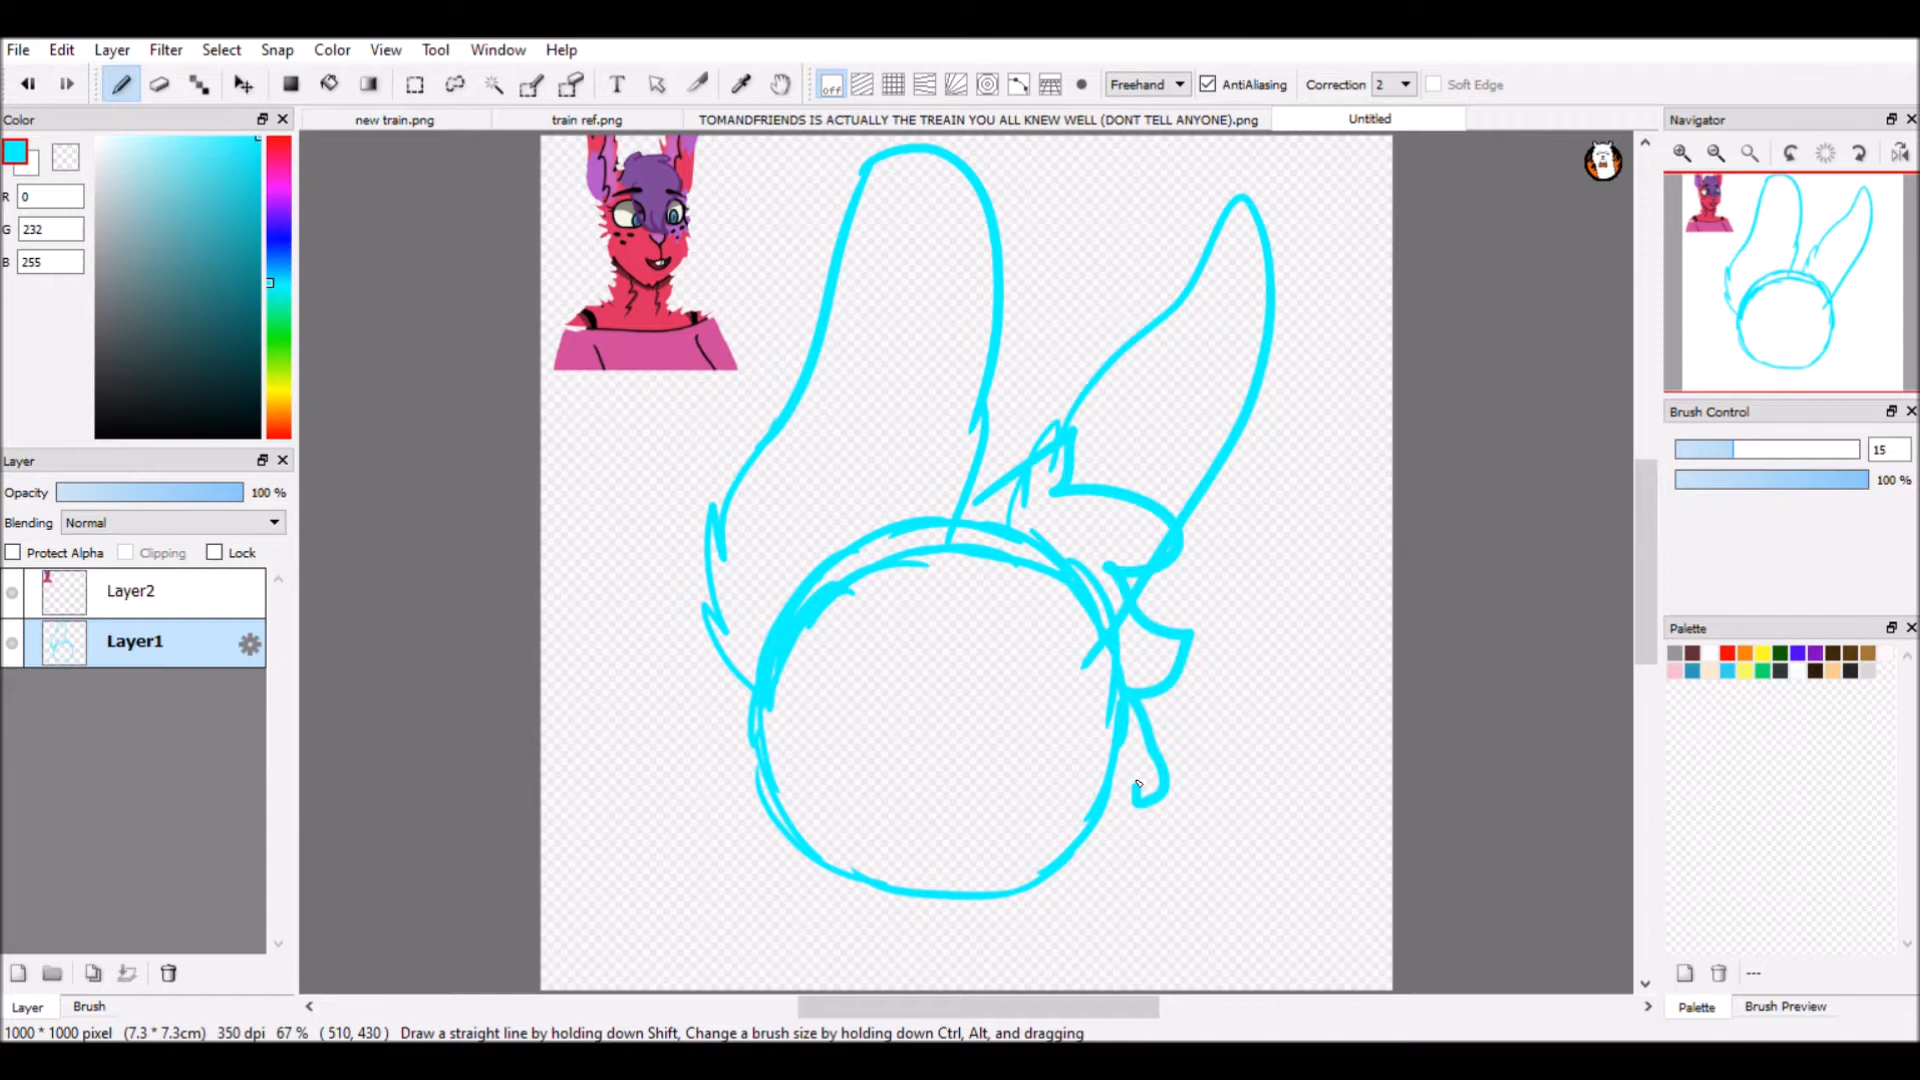 File Edit Layer Filter Select Snap Color View Tool Window Help
T off Freehand AntiAliasing Correction 2 Soft Edge
Color
new train.png train ref.png TOMANDFRIENDS IS ACTUALLY THE TREAIN YOU ALL KNEW WELL (DONT TELL ANYONE).png Untitled
Navigator
R 0
G 232
B 255
Brush Control
15
100 %
Layer
Opacity 100 %
Blending Normal
Protect Alpha Clipping Lock
Layer2
Layer1
Palette
---
Layer Brush
Palette Brush Preview
1000 * 1000 pixel (7.3 * 7.3cm) 350 dpi 67 % ( 510, 430 ) Draw a straight line by holding down Shift, Change a brush size by holding down Ctrl, Alt, and dragging